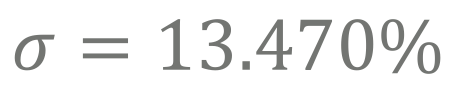 σ = 13.470%